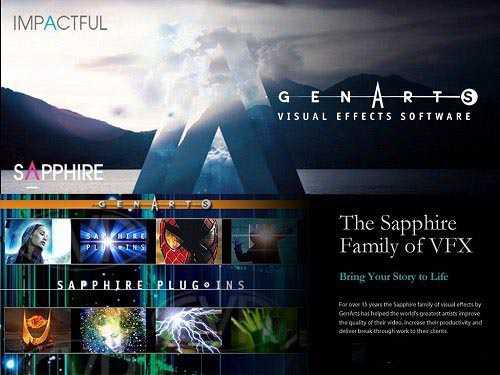 IMPACTFUL
GENARTS
VISUAL EFFECTS SOFTWARE
SAPPHIRE
GENARTS
SAPPHIRE
PLUG-INS
SAPPHIRE PLUG-INS
The Sapphire
Family of VFX
Bring Your Story to Life
For over 15 years the Sapphire family of visual effects by
GenArts has helped the world's greatest artists improve
the quality of their video, increase their productivity and
deliver break-through work to their clients.